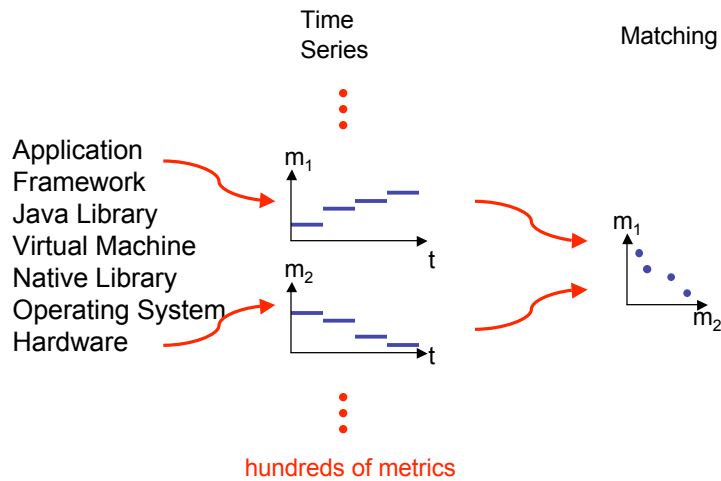 Time
Series
Matching
Application
Framework
Java Library
Virtual Machine
Native Library
Operating System
Hardware
m₁
t
m₂
t
m₁
m₂
hundreds of metrics